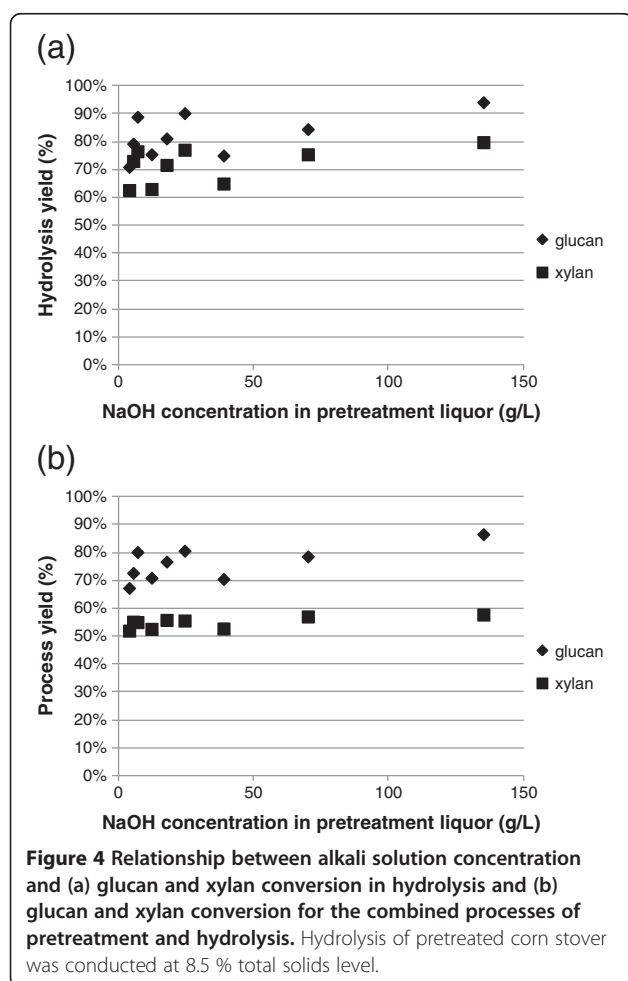 (a)
100%
90%
80%
70%
60%
50%
40%
30%
20%
10%
0%
Hydrolysis yield (%)
0 50 100 150
NaOH concentration in pretreatment liquor (g/L)
glucan
xylan
(b)
100%
90%
80%
70%
60%
50%
40%
30%
20%
10%
0%
Process yield (%)
0 50 100 150
NaOH concentration in pretreatment liquor (g/L)
glucan
xylan
Figure 4 Relationship between alkali solution concentration
and (a) glucan and xylan conversion in hydrolysis and (b)
glucan and xylan conversion for the combined processes of
pretreatment and hydrolysis. Hydrolysis of pretreated corn stover
was conducted at 8.5 % total solids level.